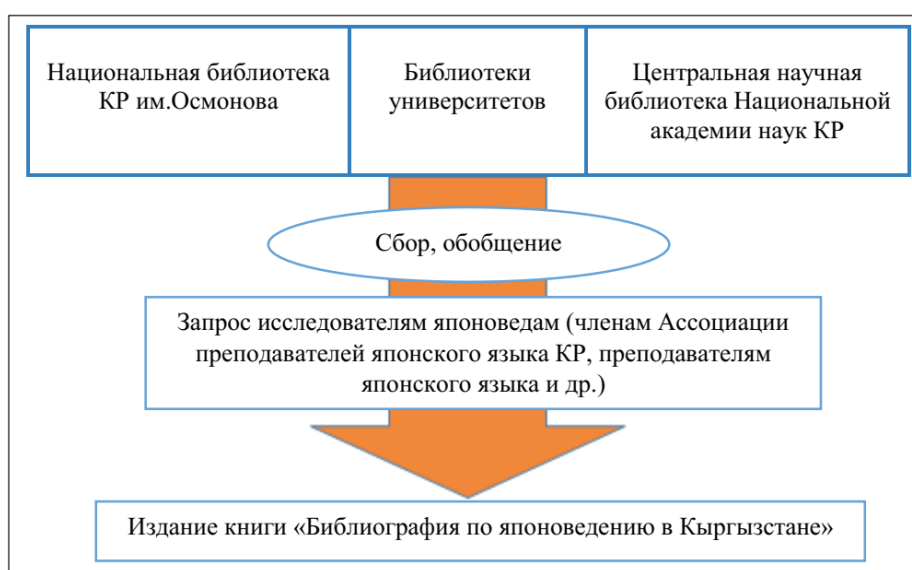 Национальная библиотека
КР им.Осмонова
Библиотеки
университетов
Центральная научная
библиотека Национальной
академии наук КР
Сбор, обобщение
Запрос исследователям японоведам (членам Ассоциации
преподавателей японского языка КР, преподавателям
японского языка и др.)
Издание книги «Библиография по японоведению в Кыргызстане»